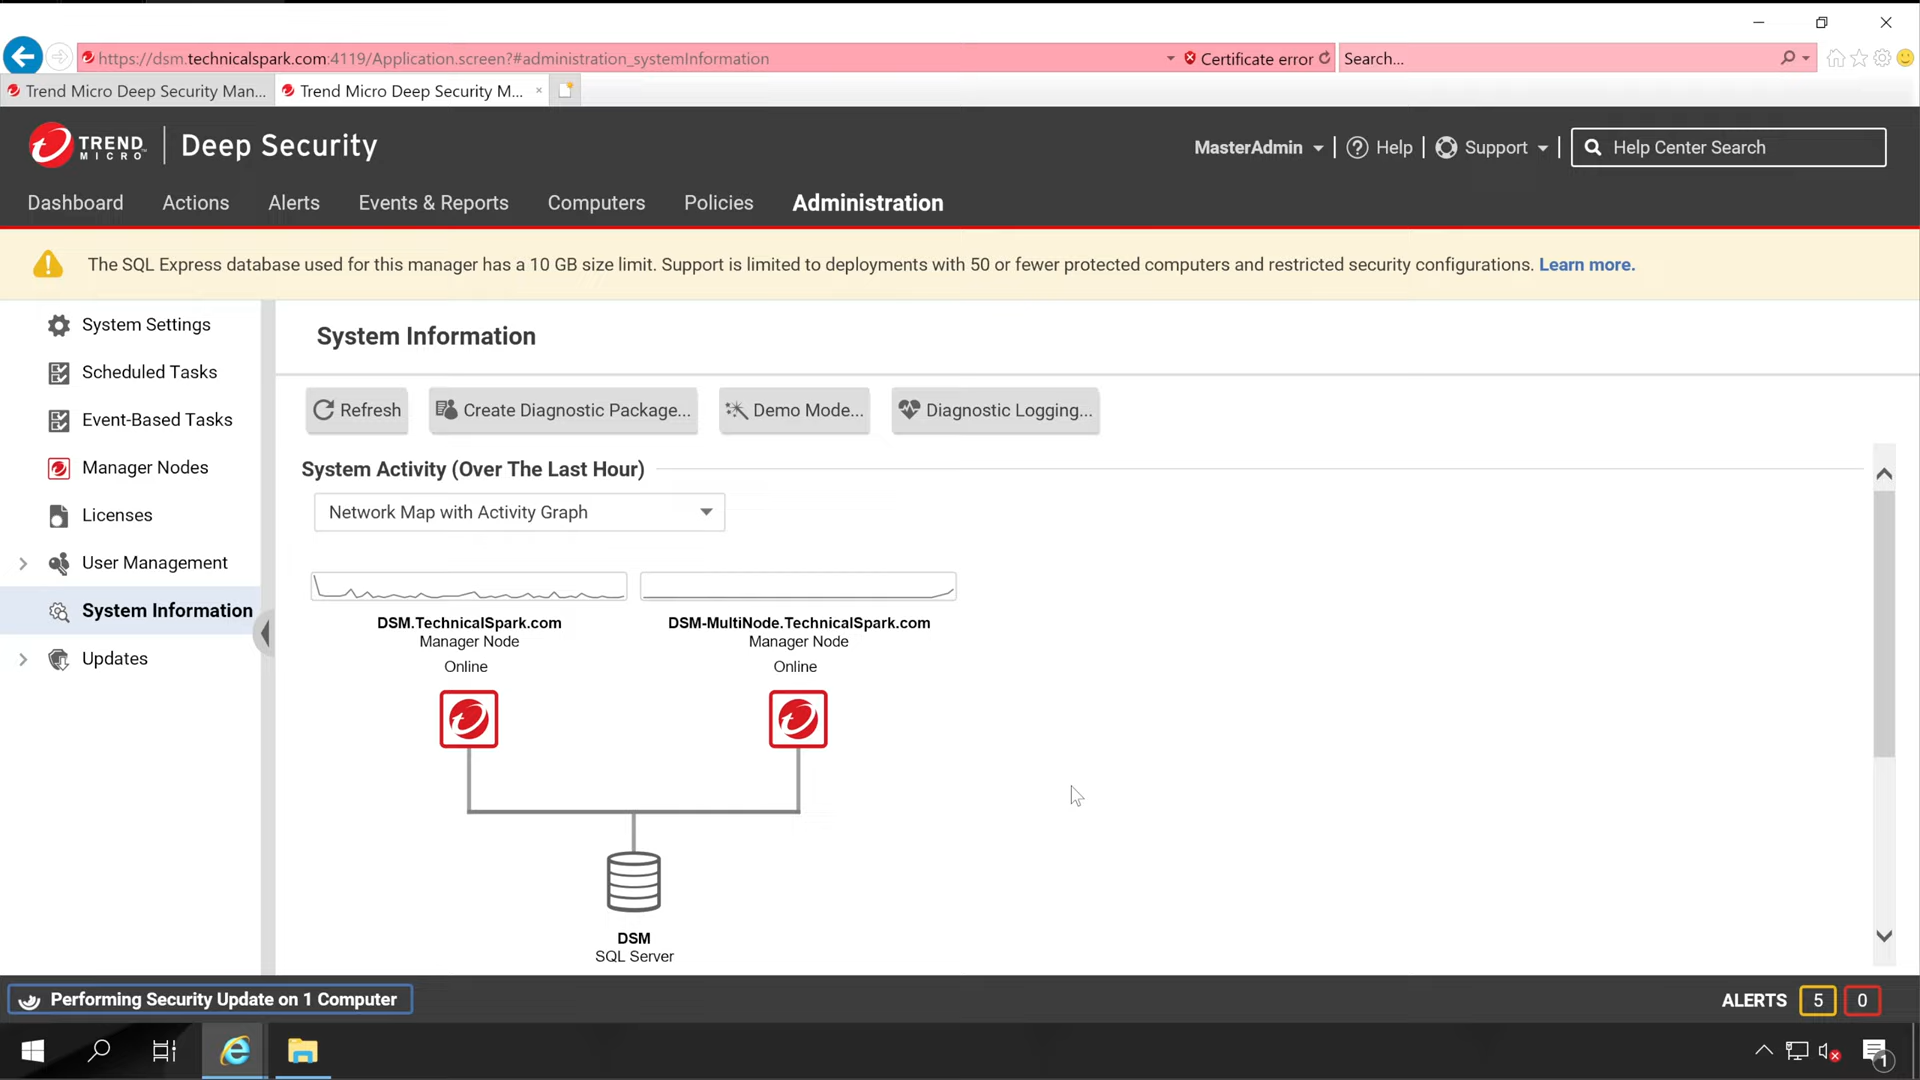 https://dsm.technicalspark.com:4119/Application.screen?#administration_systemInformation
Certificate error
Search...
Trend Micro Deep Security Man...
Trend Micro Deep Security M...
TREND MICRO™
Deep Security
MasterAdmin
Help
Support
Help Center Search
Dashboard
Actions
Alerts
Events & Reports
Computers
Policies
Administration
The SQL Express database used for this manager has a 10 GB size limit. Support is limited to deployments with 50 or fewer protected computers and restricted security configurations. Learn more.
System Settings
Scheduled Tasks
Event-Based Tasks
Manager Nodes
Licenses
User Management
System Information
Updates
System Information
Refresh
Create Diagnostic Package...
Demo Mode...
Diagnostic Logging...
System Activity (Over The Last Hour)
Network Map with Activity Graph
DSM.TechnicalSpark.com
Manager Node
Online
DSM-MultiNode.TechnicalSpark.com
Manager Node
Online
DSM
SQL Server
Performing Security Update on 1 Computer
ALERTS 5 0
1